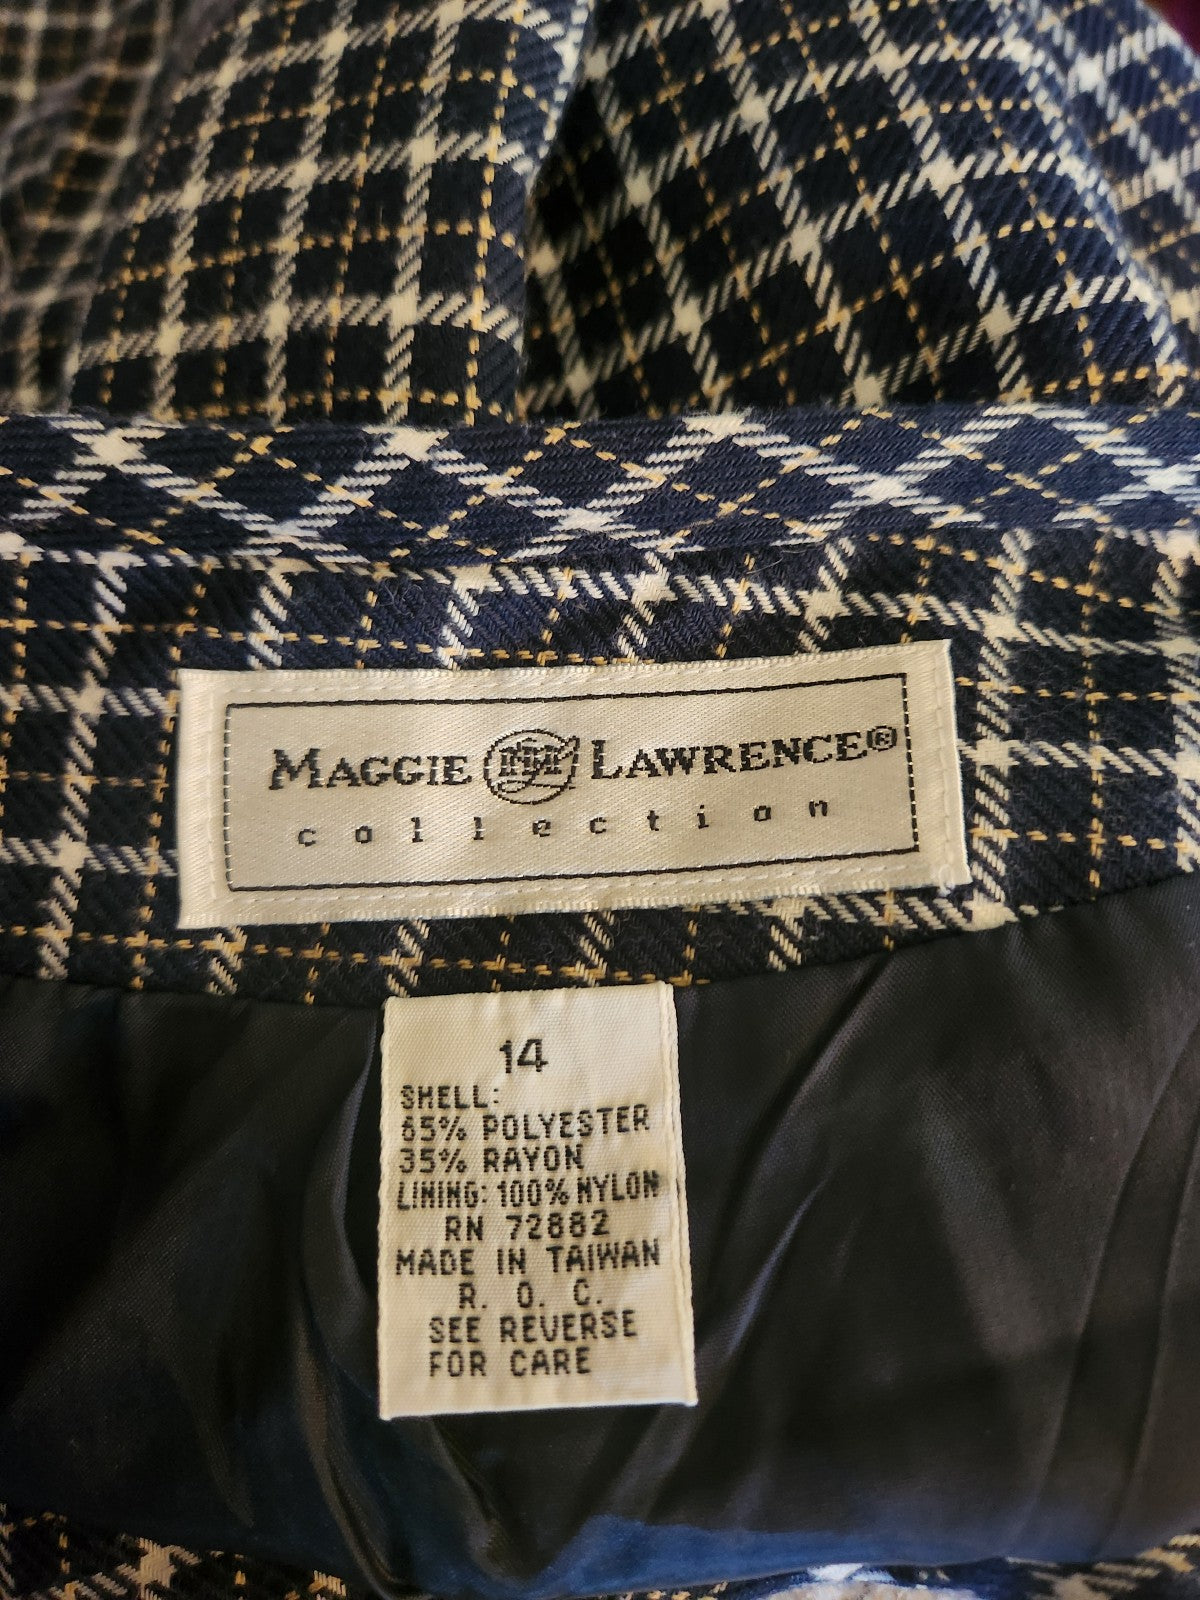 MAGGIE LAWRENCE®
collection
14
SHELL:
65% POLYESTER
35% RAYON
LINING: 100% NYLON
RN 72882
MADE IN TAIWAN
R. O. C.
SEE REVERSE
FOR CARE